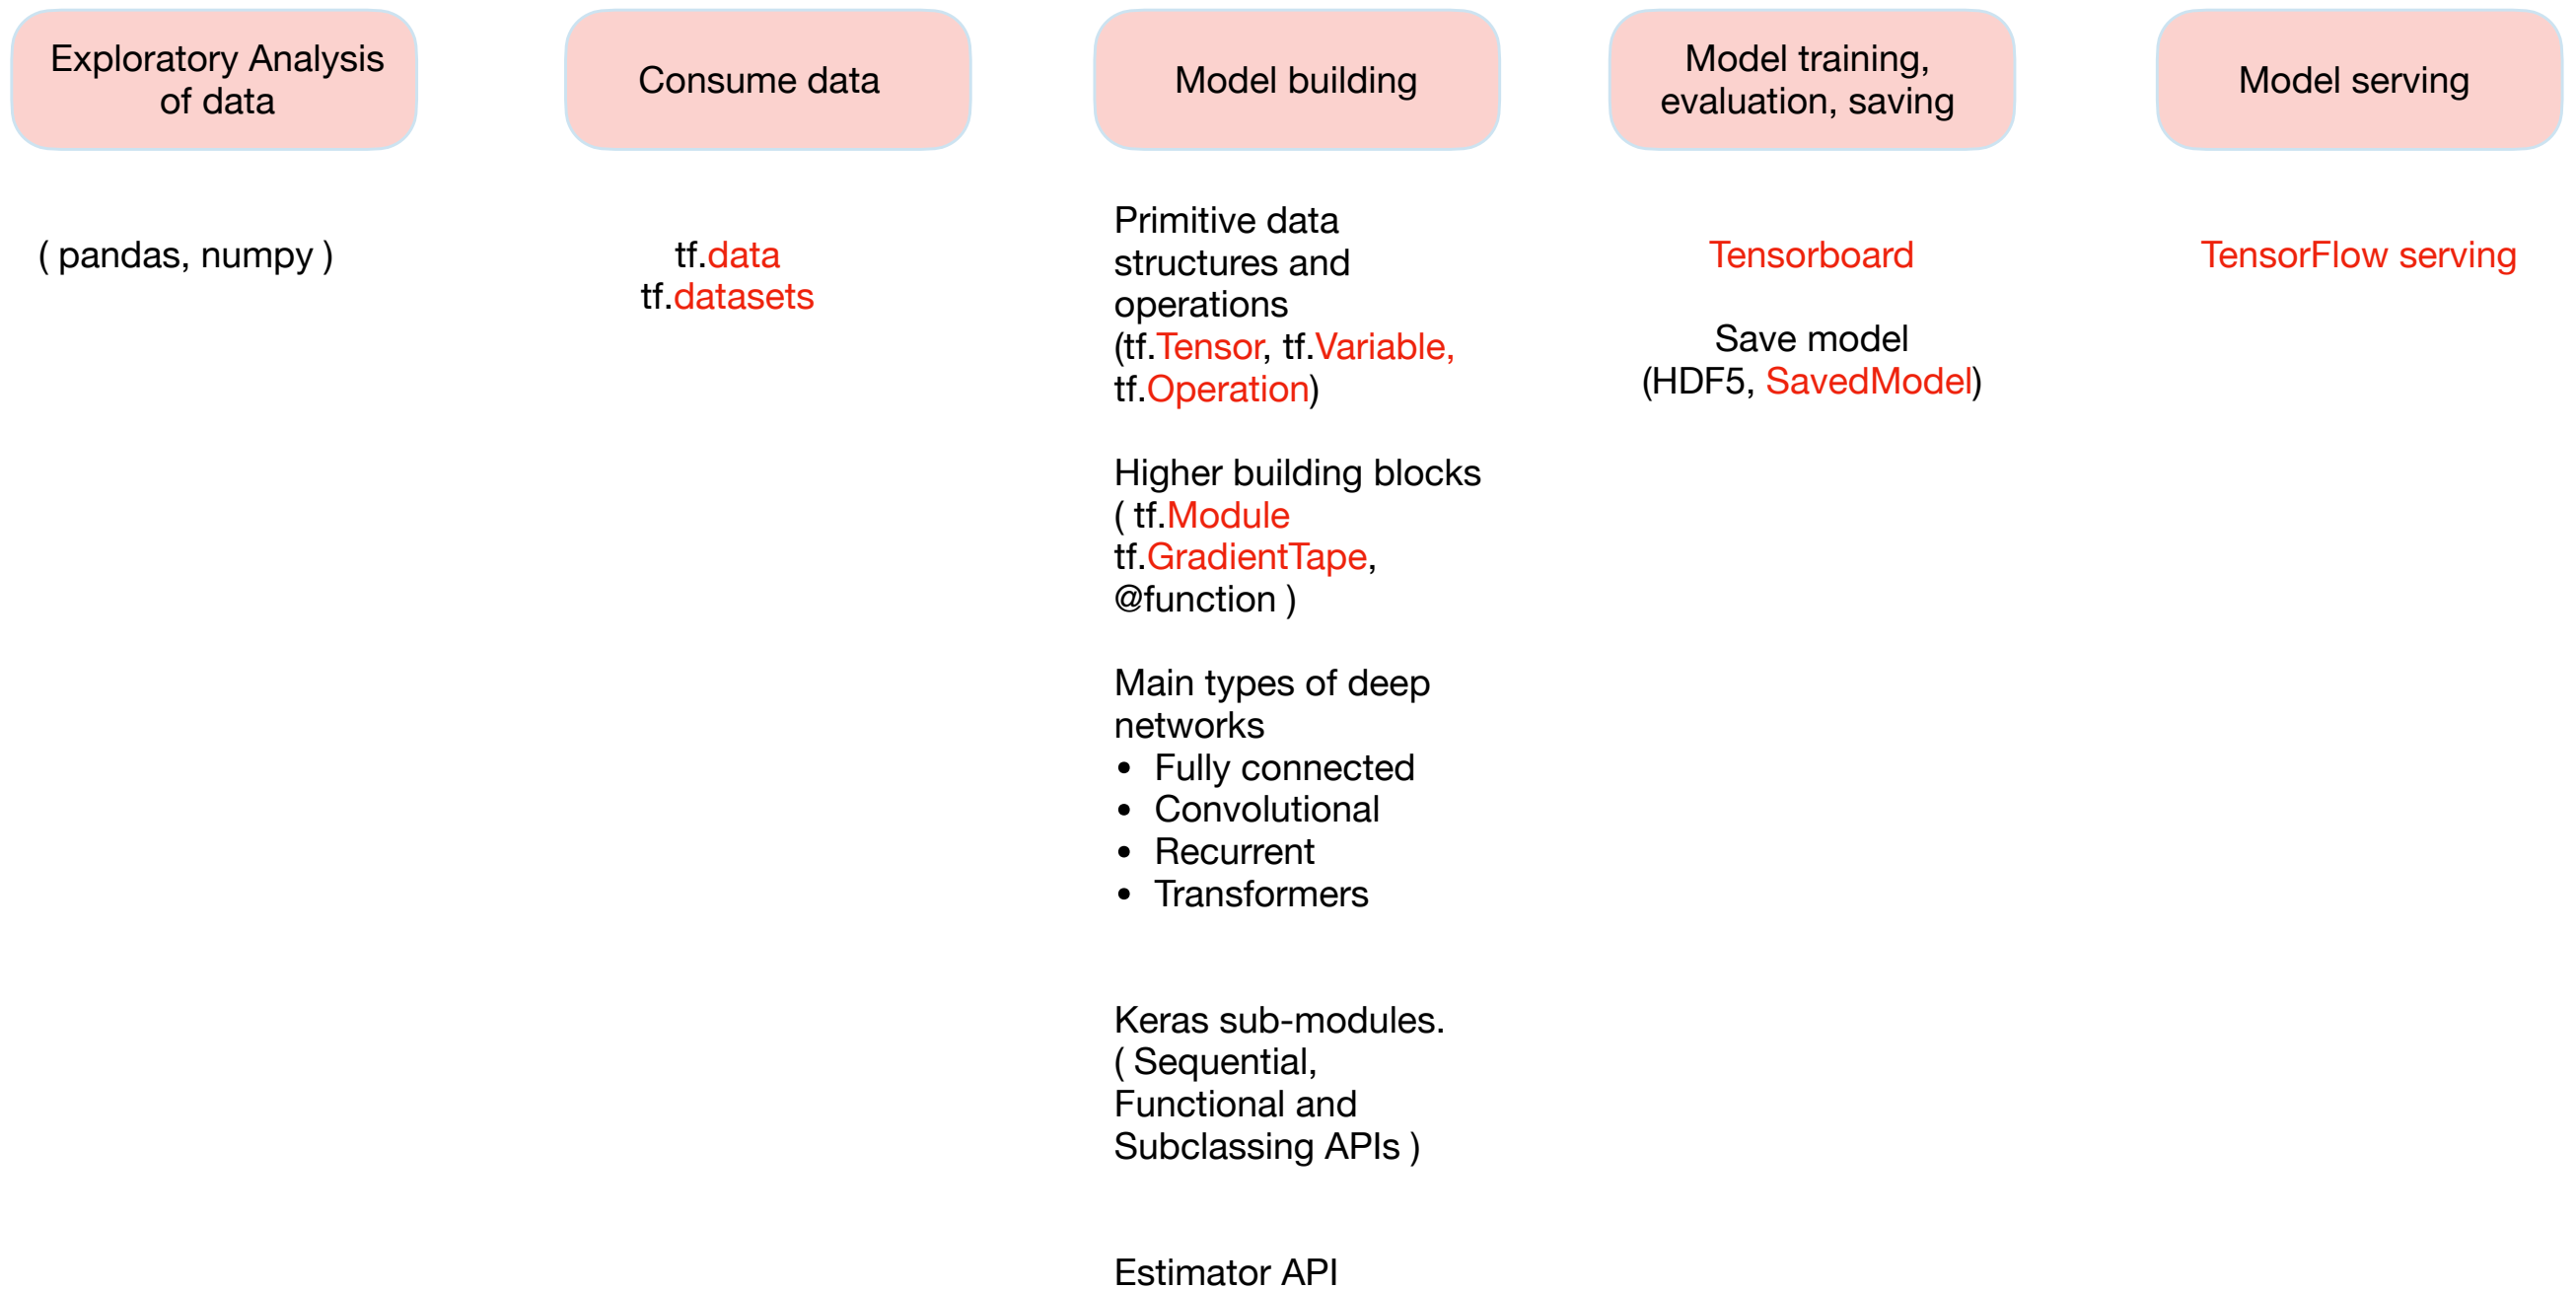 Exploratory Analysis
of data
Consume data
Model building
Model training,
evaluation, saving
Model serving
( pandas, numpy )
tf.data
tf.datasets
Primitive data
structures and
operations
(tf.Tensor, tf.Variable,
tf.Operation)
Higher building blocks
( tf.Module
tf.GradientTape,
@function )
Main types of deep
networks
• Fully connected
• Convolutional
• Recurrent
• Transformers
Keras sub-modules.
( Sequential,
Functional and
Subclassing APIs )
Estimator API
Tensorboard
Save model
(HDF5, SavedModel)
TensorFlow serving